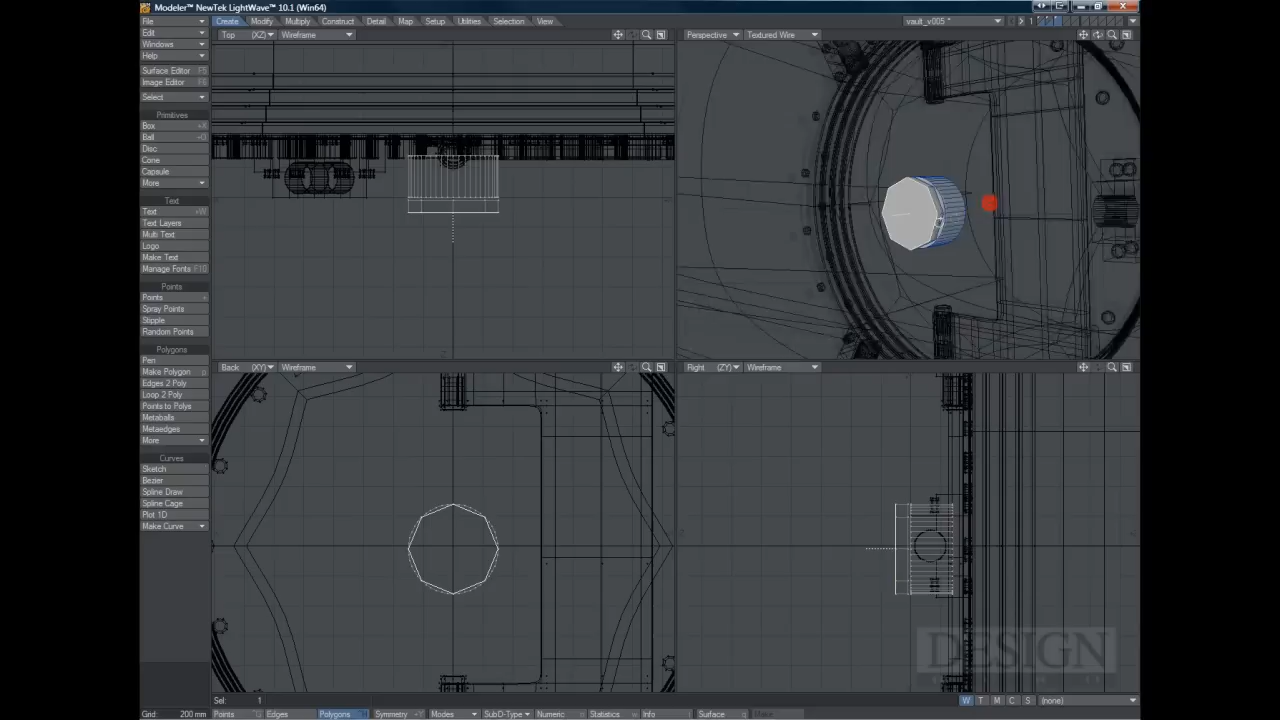 Modeler™ NewTek LightWave™ 10.1 (Win64)
File
Create Modify Multiply Construct Detail Map Setup Utilities Selection View
vault_v005 *
1
Edit
Top (XZ) Wireframe
Perspective Textured Wire
Windows
Help
Surface Editor F5
Image Editor F6
Select
Primitives
Box +X
Ball +O
Disc
Cone
Capsule
More
Text
Text +W
Text Layers
Multi Text
Logo
Make Text
Manage Fonts F10
Points
Points +
Spray Points
Stipple
Random Points
Polygons
Pen
Back (XY) Wireframe
Right (ZY) Wireframe
Make Polygon p
Edges 2 Poly
Loop 2 Poly
Points to Polys
Metaballs
Metaedges
More
Curves
Sketch
Bezier
Spline Draw
Spline Cage
Plot 1D
Make Curve
DESIGN
Sel: 1
W T M C S (none)
Grid: 200 mm
Points Edges Polygons Symmetry Modes SubD-Type Numeric Statistics Info Surface Make